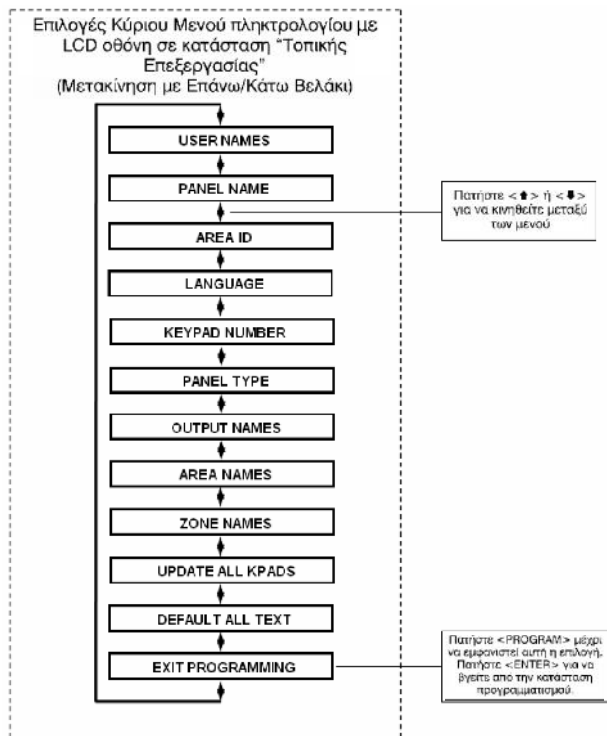 Επιλογές Κύριου Μενού πληκτρολογίου με
LCD οθόνη σε κατάσταση “Τοπικής
Επεξεργασίας”
(Μετακίνηση με Επάνω/Κάτω Βελάκι)
USER NAMES
PANEL NAME
Πατήστε <⬆> ή <⬇>
για να κινηθείτε μεταξύ
των μενού
AREA ID
LANGUAGE
KEYPAD NUMBER
PANEL TYPE
OUTPUT NAMES
AREA NAMES
ZONE NAMES
UPDATE ALL KPADS
DEFAULT ALL TEXT
EXIT PROGRAMMING
Πατήστε <PROGRAM> μέχρι
να εμφανιστεί αυτή η επιλογή.
Πατήστε <ENTER> για να
βγείτε από την κατάσταση
προγραμματισμού.